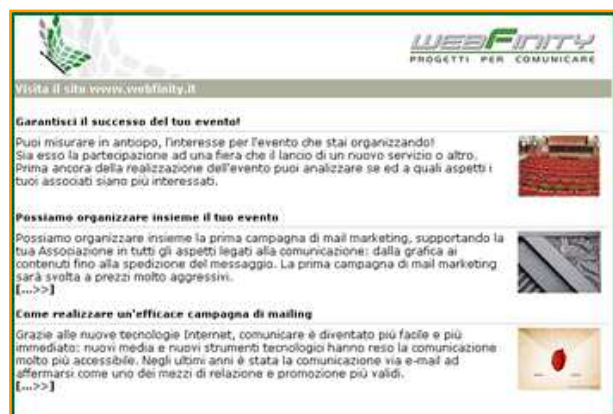 WEBFINITY
PROGETTI PER COMUNICARE
Visita il sito www.webfinity.it
Garantisci il successo del tuo evento!
Puoi misurare in anticipo, l'interesse per l'evento che stai organizzando!
Sia esso la partecipazione ad una fiera che il lancio di un nuovo servizio o altro.
Prima ancora della realizzazione dell'evento puoi analizzare se ed a quali aspetti i
tuoi associati siano più interessati.
Possiamo organizzare insieme il tuo evento
Possiamo organizzare insieme la prima campagna di mail marketing, supportando la
tua Associazione in tutti gli aspetti legati alla comunicazione: dalla grafica ai
contenuti fino alla spedizione del messaggio. La prima campagna di mail marketing
sarà svolta a prezzi molto aggressivi.
[...>>]
Come realizzare un'efficace campagna di mailing
Grazie alle nuove tecnologie Internet, comunicare è diventato più facile e più
immediato: nuovi media e nuovi strumenti tecnologici hanno reso la comunicazione
molto più accessibile. Negli ultimi anni è stata la comunicazione via e-mail ad
affermarsi come uno dei mezzi di relazione e promozione più validi.
[...>>]